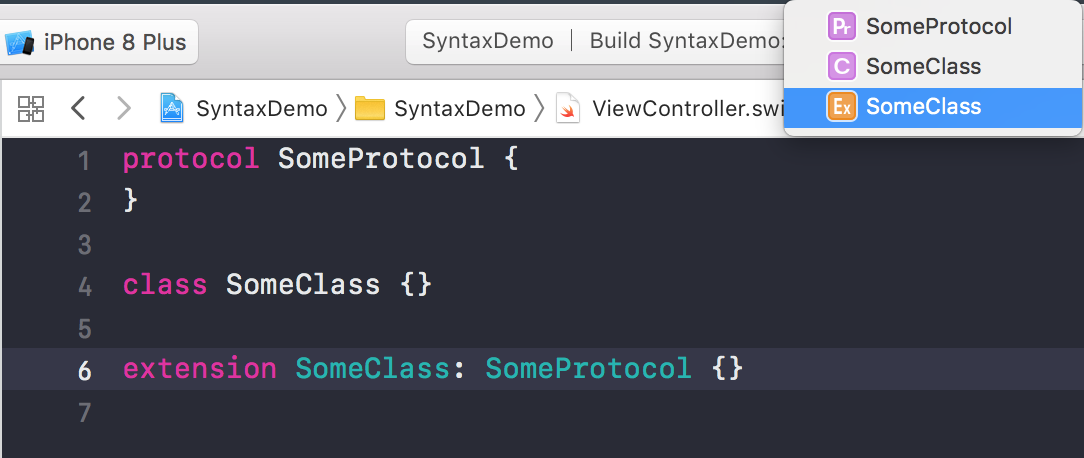 iPhone 8 Plus
SyntaxDemo | Build SyntaxDemo:
Pr SomeProtocol
C SomeClass
Ex SomeClass
SyntaxDemo 〉 SyntaxDemo 〉 ViewController.swi
1 protocol SomeProtocol {
2 }
3
4 class SomeClass {}
5
6 extension SomeClass: SomeProtocol {}
7